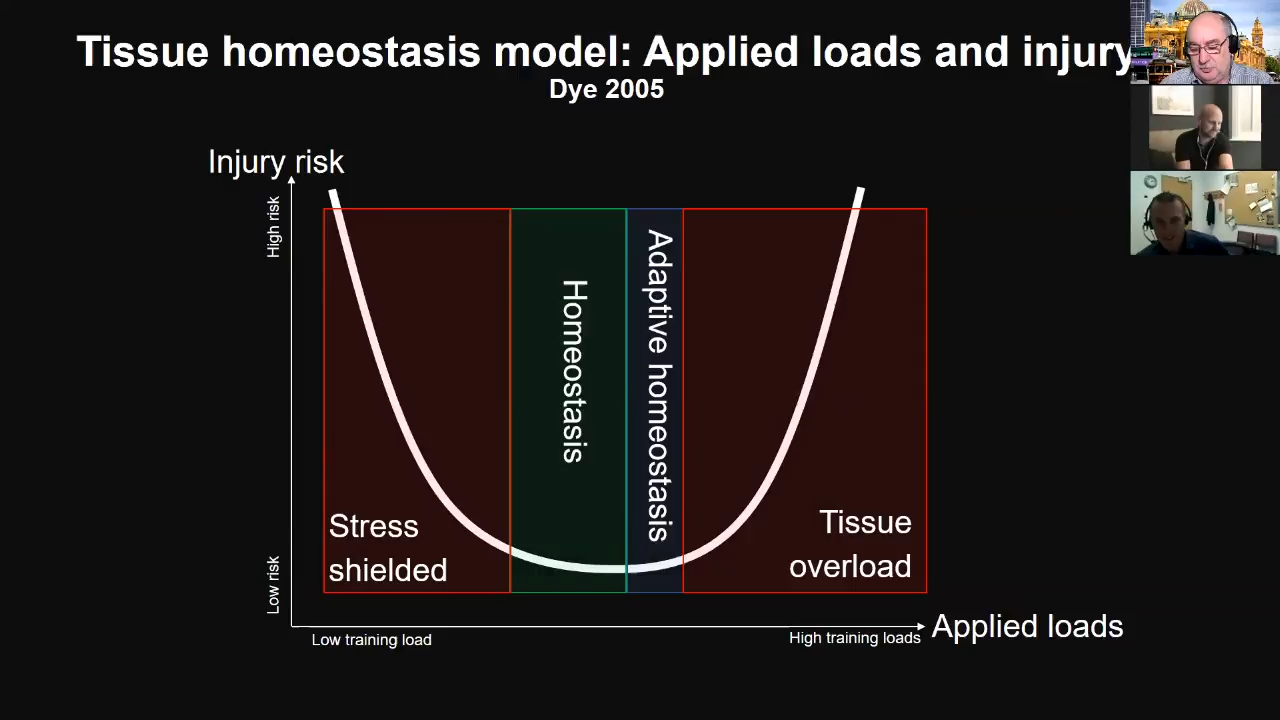 Tissue homeostasis model: Applied loads and injury
Dye 2005
Injury risk
High risk
Low risk
Homeostasis
Adaptive homeostasis
Stress
shielded
Tissue
overload
Low training load
High training loads
Applied loads